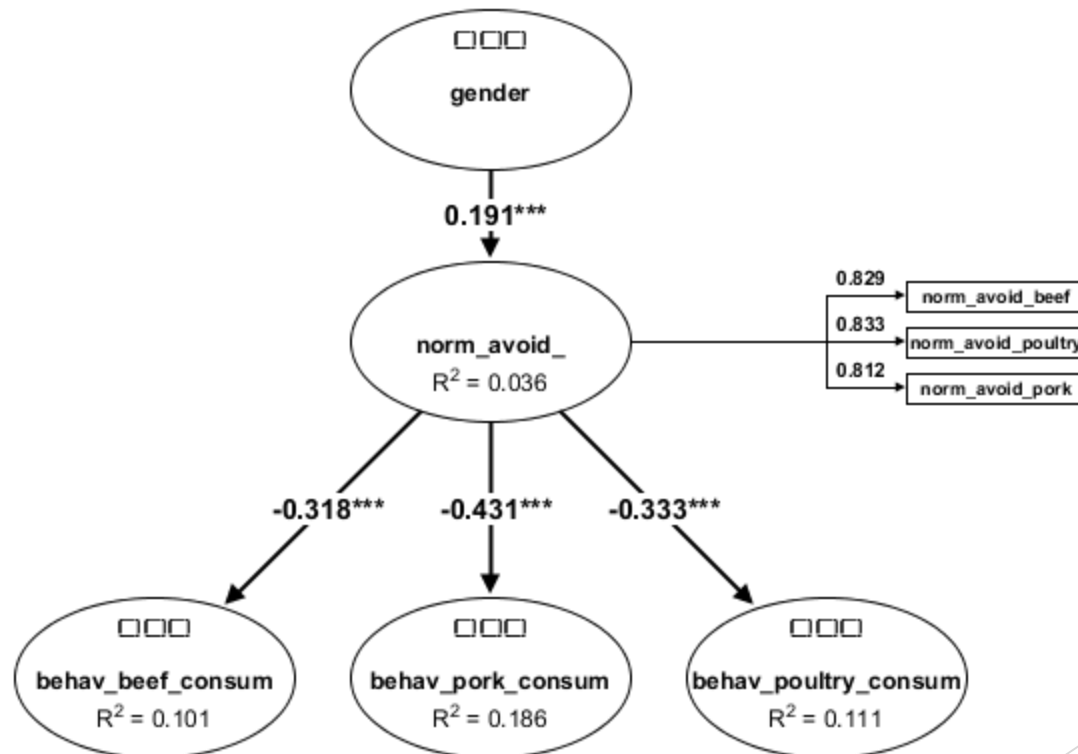 gender
0.191***
norm_avoid_
R² = 0.036
0.829
norm_avoid_beef
0.833
norm_avoid_poultry
0.812
norm_avoid_pork
-0.318***
-0.431***
-0.333***
behav_beef_consum
R² = 0.101
behav_pork_consum
R² = 0.186
behav_poultry_consum
R² = 0.111